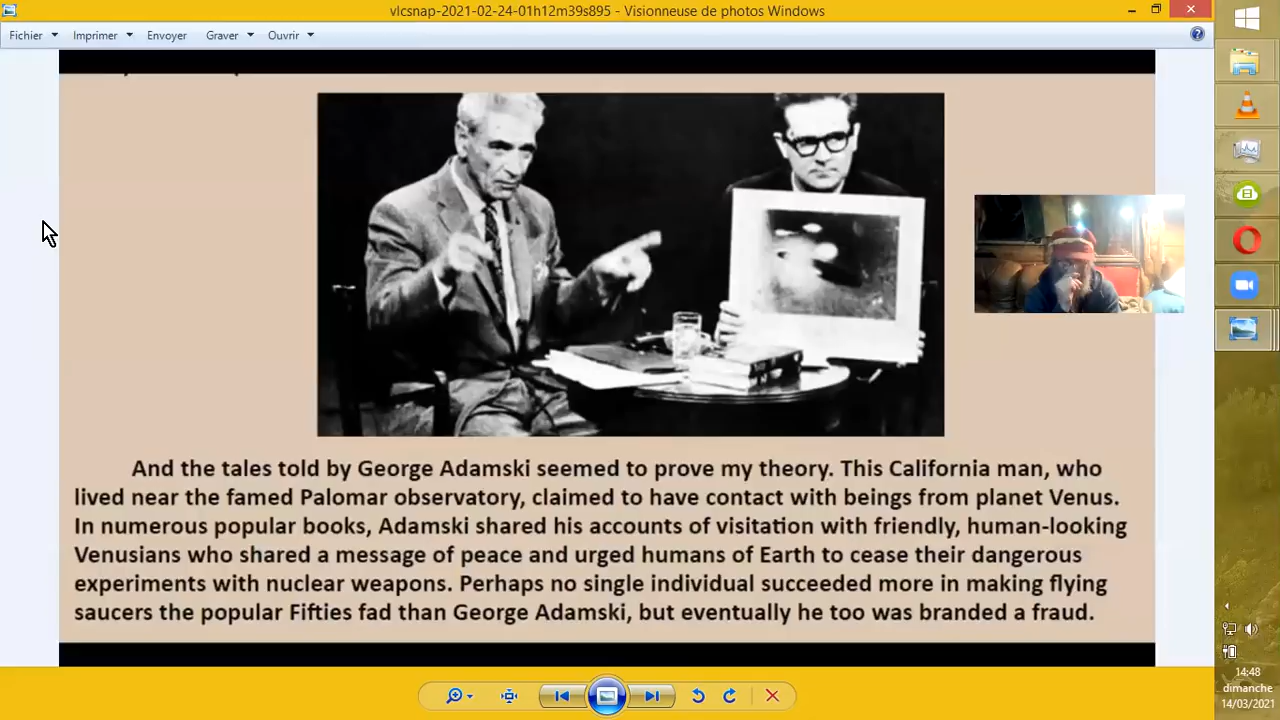 vlcsnap-2021-02-24-01h12m39s895 - Visionneuse de photos Windows
Fichier Imprimer Envoyer Graver Ouvrir
And the tales told by George Adamski seemed to prove my theory. This California man, who
lived near the famed Palomar observatory, claimed to have contact with beings from planet Venus.
In numerous popular books, Adamski shared his accounts of visitation with friendly, human-looking
Venusians who shared a message of peace and urged humans of Earth to cease their dangerous
experiments with nuclear weapons. Perhaps no single individual succeeded more in making flying
saucers the popular Fifties fad than George Adamski, but eventually he too was branded a fraud.
14:48
dimanche
14/03/2021